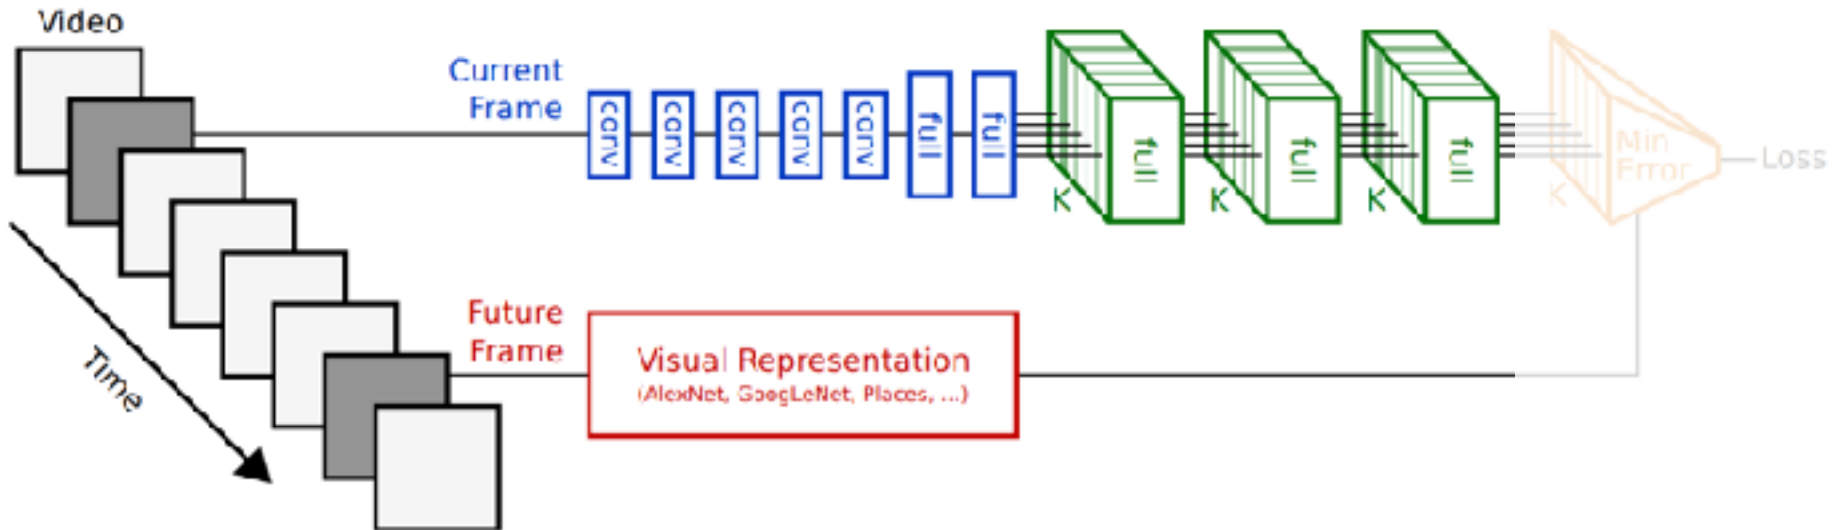 Video
Current
Frame
conv
conv
conv
conv
conv
full
full
K
full
K
full
K
full
K
Min
Error
Loss
Time
Future
Frame
Visual Representation
(AlexNet, GoogLeNet, Places, ...)